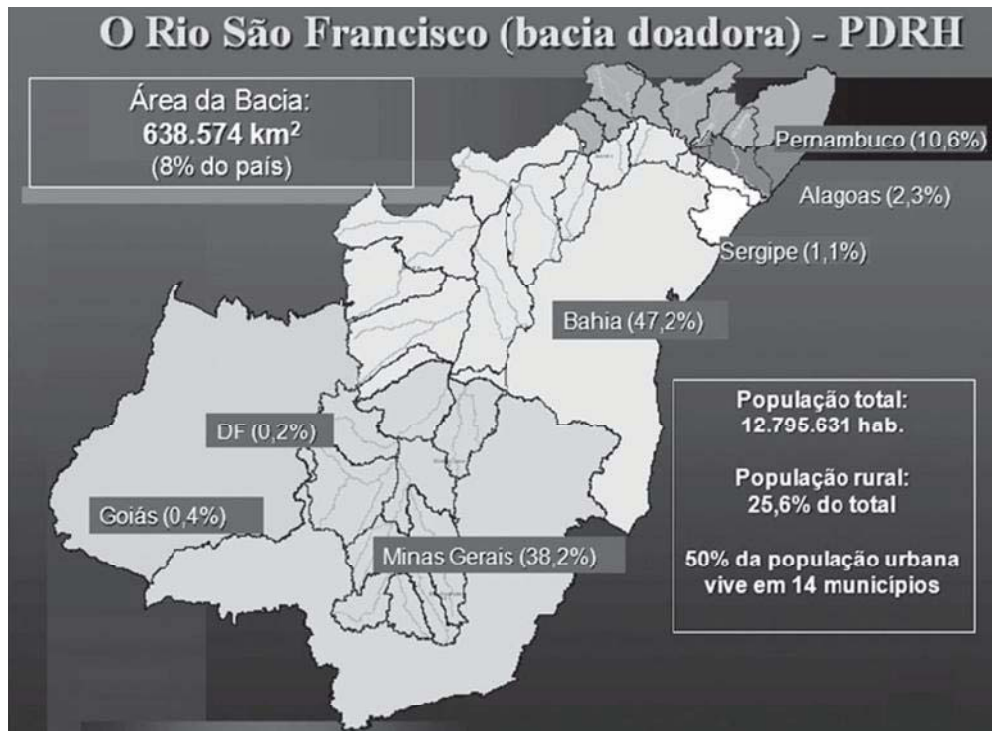 O Rio São Francisco (bacia doadora) - PDRH
Área da Bacia:
638.574 km²
(8% do país)
Pernambuco (10,6%)
Alagoas (2,3%)
Sergipe (1,1%)
Bahia (47,2%)
População total:
12.795.631 hab.
População rural:
25,6% do total
50% da população urbana
vive em 14 municípios
DF (0,2%)
Goiás (0,4%)
Minas Gerais (38,2%)